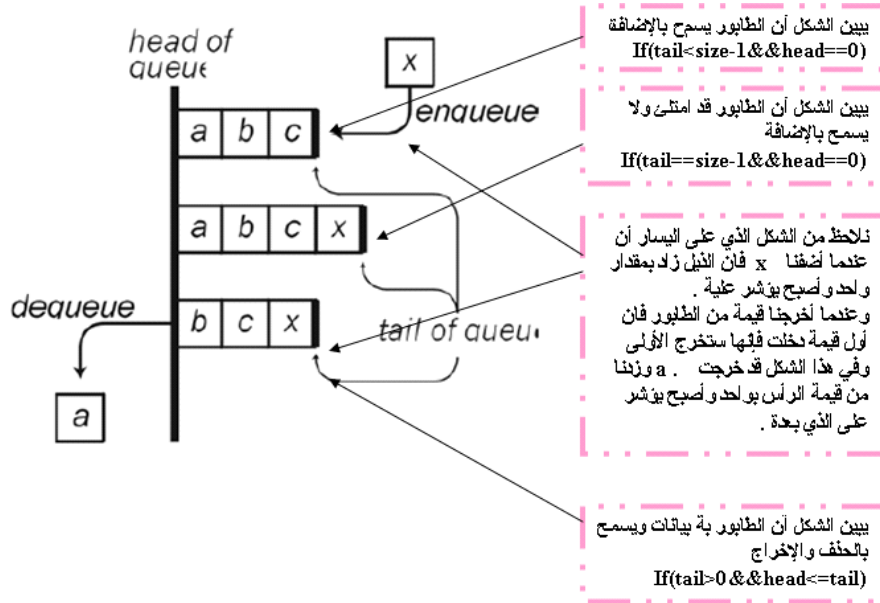 head of
queue
x
enqueue
a b c
a b c x
dequeue
b c x
tail of queu
a
يبين الشكل أن الطابور يسمح بالإضافة
If(tail<size-1&&head==0)
يبين الشكل أن الطابور قد امتلئ ولا
يسمح بالإضافة
If(tail==size-1&&head==0)
نلاحظ من الشكل الذي على اليسار أن
عندما أضفنا x فان الذيل زاد بمقدار
واحد وأصبح يؤشر علية .
وعندما أخرجنا قيمة من الطابور فان
أول قيمة دخلت فإنها ستخرج الأولى
وفي هذا الشكل قد خرجت a . وزدنا
من قيمة الرأس بواحد وأصبح يؤشر
على الذي بعدة .
يبين الشكل أن الطابور بة بيانات ويسمح
بالحذف والإخراج
If(tail>0&&head<=tail)